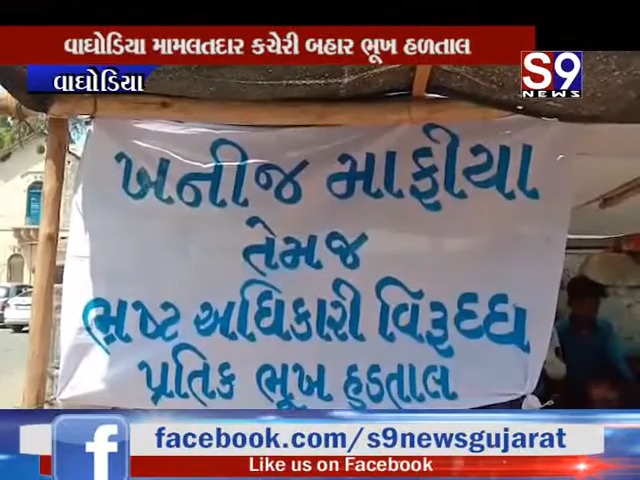 વાઘોડિયા મામલતદાર કચેરી બહાર ભૂખ હળતાલ
વાઘોડિયા
S9
NEWS
ખનીજ માફીયા
તેમજ
ભ્રષ્ટ અધિકારી વિરૂધ્ધ
પ્રતિક ભૂખ હડતાલ
facebook.com/s9newsgujarat
Like us on Facebook